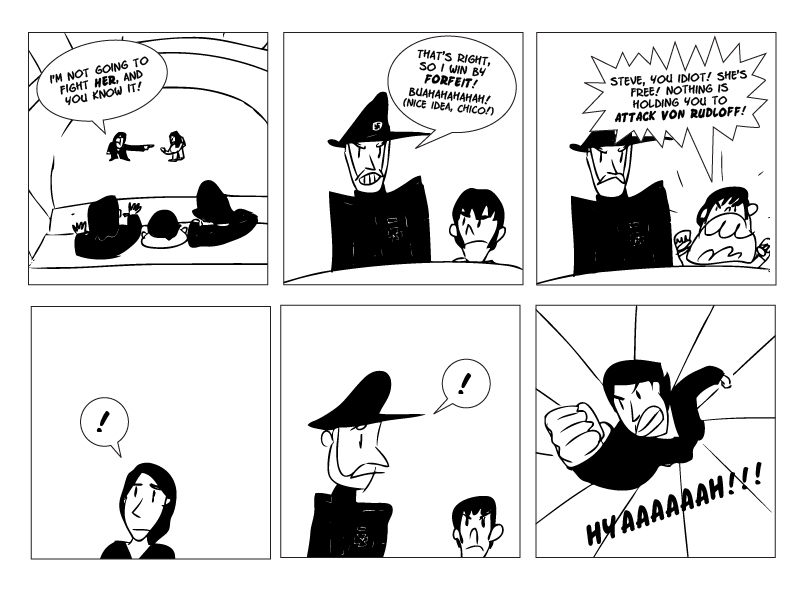 I'M NOT GOING TO
FIGHT HER, AND
YOU KNOW IT!
THAT'S RIGHT,
SO I WIN BY
FORFEIT!
BUAHAHAHAHAH!
(NICE IDEA, CHICO!)
STEVE, YOU IDIOT! SHE'S
FREE! NOTHING IS
HOLDING YOU TO
ATTACK VON RUDLOFF!
!
!
HYAAAAAAH!!!